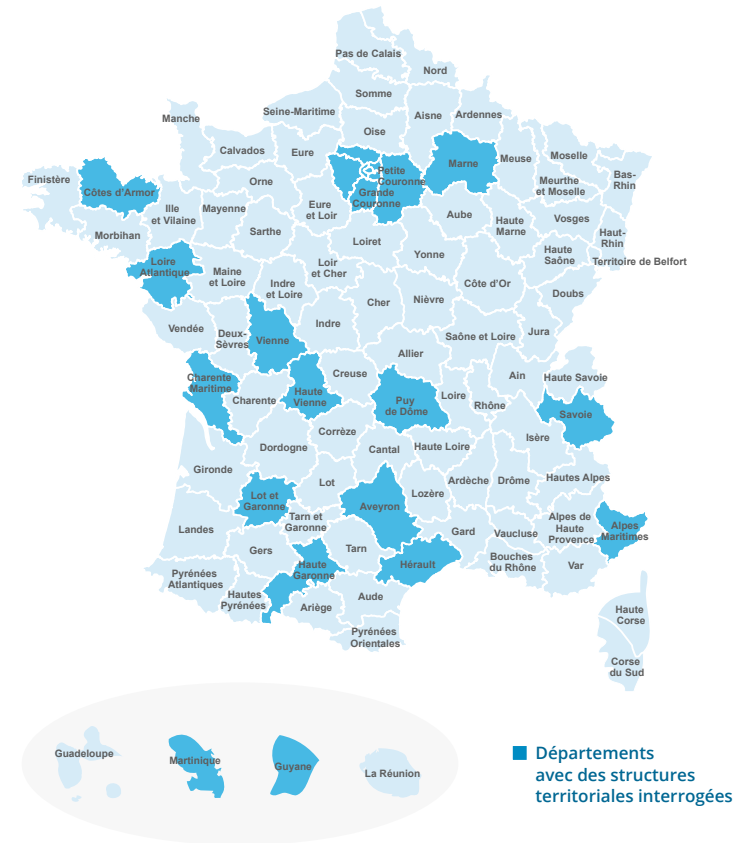 Pas de Calais
Nord
Somme
Seine-Maritime
Aisne
Ardennes
Manche
Oise
Calvados
Eure
Marne
Meuse
Moselle
Petite
Couronne
Finistère
Côtes d'Armor
Orne
Grande
Couronne
Meurthe
et Moselle
Bas-
Rhin
Ille
et Vilaine
Mayenne
Eure
et Loir
Aube
Haute
Marne
Vosges
Morbihan
Sarthe
Loiret
Haut-
Rhin
Yonne
Haute
Saône
Territoire de Belfort
Loire
Atlantique
Maine
et Loire
Loir
et Cher
Indre
et Loire
Cher
Nièvre
Côte d'Or
Doubs
Vendée
Deux-
Sèvres
Vienne
Indre
Saône et Loire
Jura
Allier
Charente
Maritime
Charente
Haute
Vienne
Creuse
Puy
de Dôme
Loire
Rhône
Ain
Haute Savoie
Savoie
Isère
Corrèze
Dordogne
Cantal
Haute Loire
Gironde
Lot
Lot et
Garonne
Aveyron
Lozère
Ardèche
Drôme
Hautes Alpes
Landes
Tarn et
Garonne
Gers
Tarn
Gard
Vaucluse
Alpes de
Haute
Provence
Alpes
Maritimes
Haute
Garonne
Hérault
Bouches
du Rhône
Var
Pyrénées
Atlantiques
Hautes
Pyrénées
Ariège
Aude
Pyrénées
Orientales
Haute
Corse
Corse
du Sud
Guadeloupe
Martinique
Guyane
La Réunion
Départements
avec des structures
territoriales interrogées